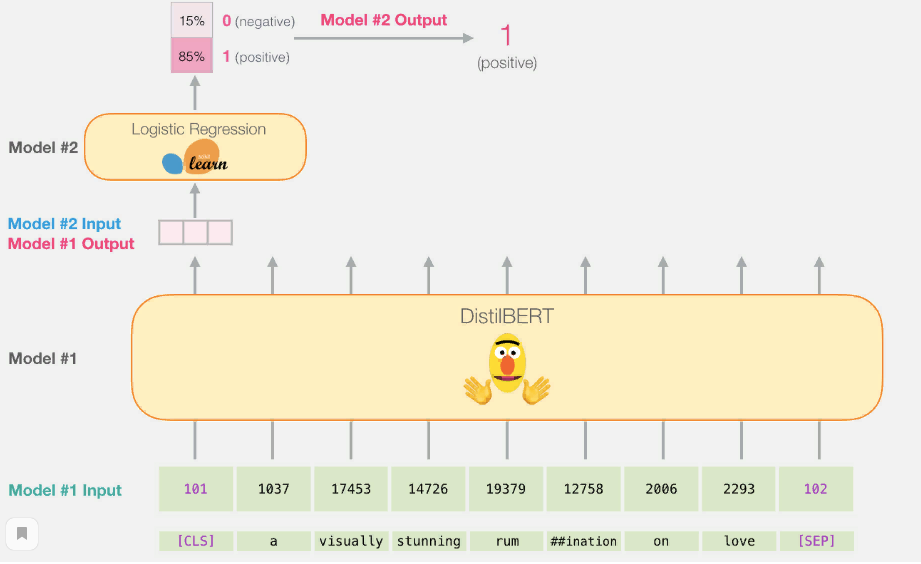 15% 0 (negative) Model #2 Output 1
85% 1 (positive) (positive)
Logistic Regression
Model #2
learn
Model #2 Input
Model #1 Output
DistilBERT
Model #1
Model #1 Input 101 1037 17453 14726 19379 12758 2006 2293 102
[CLS] a visually stunning rum ##ination on love [SEP]